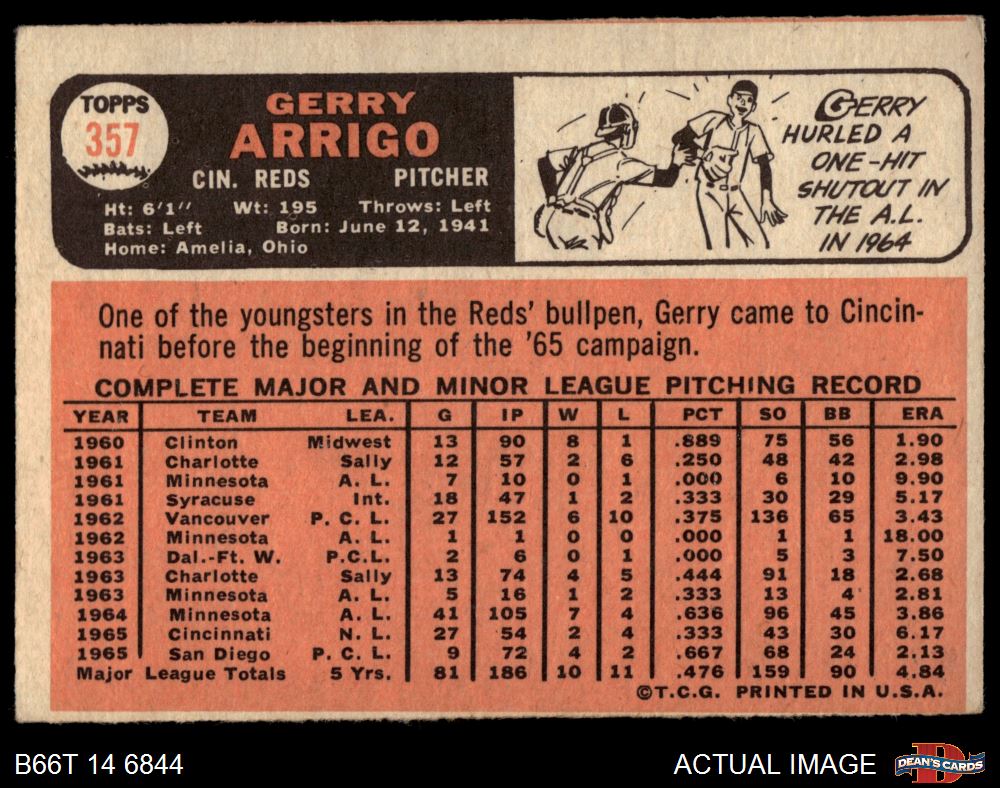 TOPPS
357
GERRY
ARRIGO
CIN. REDS PITCHER
Ht: 6'1" Wt: 195 Throws: Left
Bats: Left Born: June 12, 1941
Home: Amelia, Ohio
GERRY
HURLED A
ONE-HIT
SHUTOUT IN
THE A.L.
IN 1964
One of the youngsters in the Reds' bullpen, Gerry came to Cincin-
nati before the beginning of the '65 campaign.
COMPLETE MAJOR AND MINOR LEAGUE PITCHING RECORD
YEAR TEAM LEA. G IP W L PCT SO BB ERA
1960 Clinton Midwest 13 90 8 1 .889 75 56 1.90
1961 Charlotte Sally 12 57 2 6 .250 48 42 2.98
1961 Minnesota A. L. 7 10 0 1 .000 6 10 9.90
1961 Syracuse Int. 18 47 1 2 .333 30 29 5.17
1962 Vancouver P. C. L. 27 152 6 10 .375 136 65 3.43
1962 Minnesota A. L. 1 1 0 0 .000 1 1 18.00
1963 Dal.-Ft. W. P.C.L. 2 6 0 1 .000 5 3 7.50
1963 Charlotte Sally 13 74 4 5 .444 91 18 2.68
1963 Minnesota A. L. 5 16 1 2 .333 13 4 2.81
1964 Minnesota A. L. 41 105 7 4 .636 96 45 3.86
1965 Cincinnati N. L. 27 54 2 4 .333 43 30 6.17
1965 San Diego P. C. L. 9 72 4 2 .667 68 24 2.13
Major League Totals 5 Yrs. 81 186 10 11 .476 159 90 4.84
©T.C.G. PRINTED IN U.S.A.
B66T 14 6844 ACTUAL IMAGE
DEAN'S CARDS